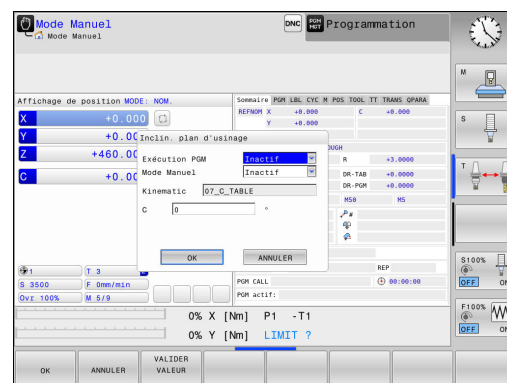 Mode Manuel
Mode Manuel
DNC
PGM MGT
Programmation
Affichage de position MODE: NOM.
X +0.000
Y +0.00
Z +460.00
C +0.00
Sommaire PGM LBL CYC M POS TOOL TT TRANS QPARA
REFNOM X +0.000 C +0.000
Y +0.000
R +3.0000
DR-TAB +0.0000
DR-PGM +0.0000
M50 M5
Inclin. plan d'usinage
Exécution PGM Inactif
Mode Manuel Inactif
Kinematic 07_C_TABLE
C 0 °
OK ANNULER
1 T 3
S 3500 F 0mm/min
Ovr 100% M 5/9
REP
PGM CALL 00:00:00
PGM actif:
0% X [Nm] P1 -T1
0% Y [Nm] LIMIT ?
OK
ANNULER
VALIDER VALEUR
M
S
T
S100%
OFF ON
F100%
OFF ON